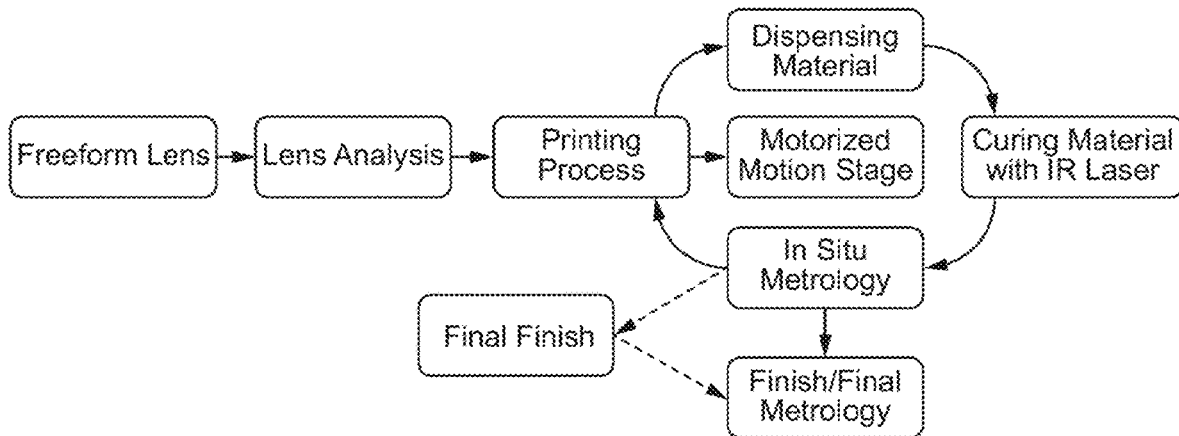 Dispensing
Material
Freeform Lens
Lens Analysis
Printing
Process
Motorized
Motion Stage
Curing Material
with IR Laser
In Situ
Metrology
Final Finish
Finish/Final
Metrology